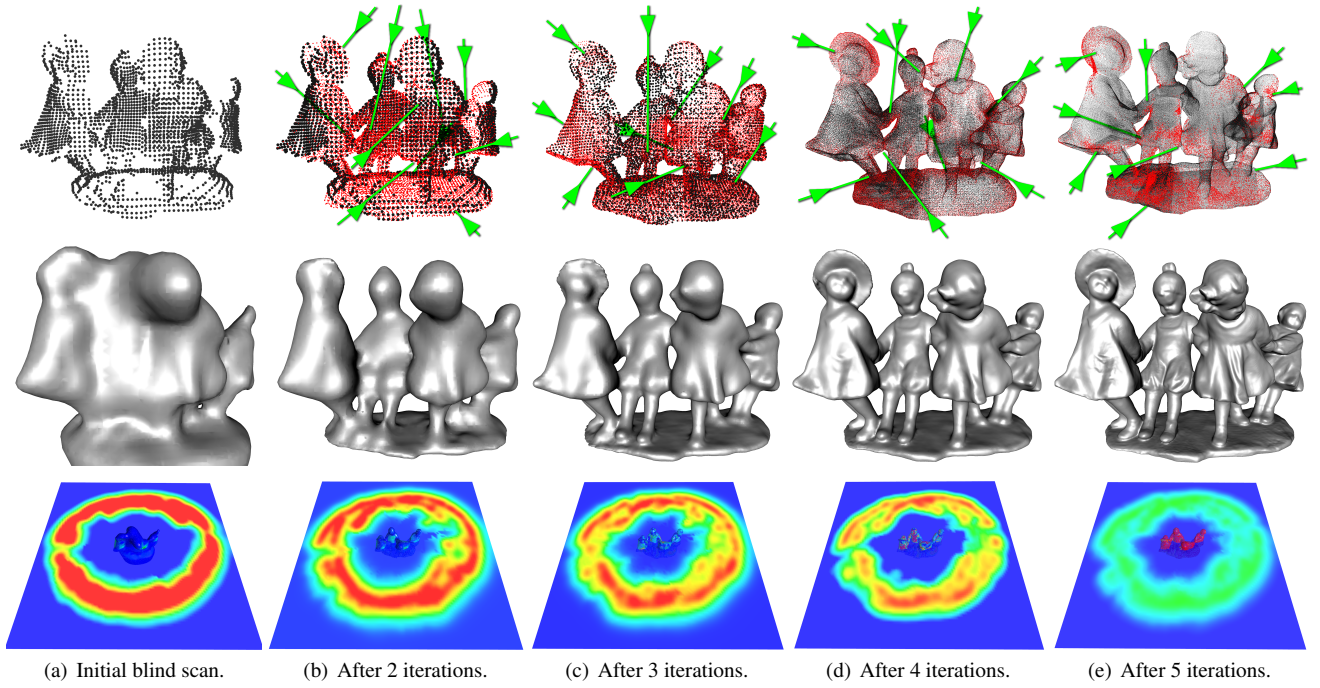 (a) Initial blind scan.
(b) After 2 iterations.
(c) After 3 iterations.
(d) After 4 iterations.
(e) After 5 iterations.